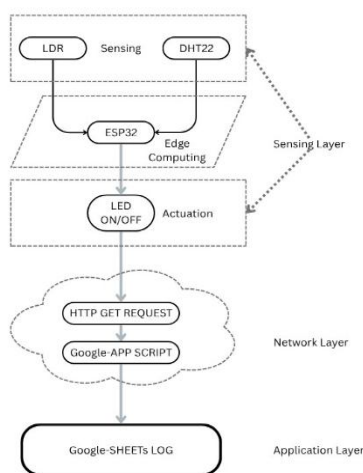 LDR
Sensing
DHT22
ESP32
Edge
Computing
Sensing Layer
LED
ON/OFF
Actuation
HTTP GET REQUEST
Google-APP SCRIPT
Network Layer
Google-SHEETs LOG
Application Layer